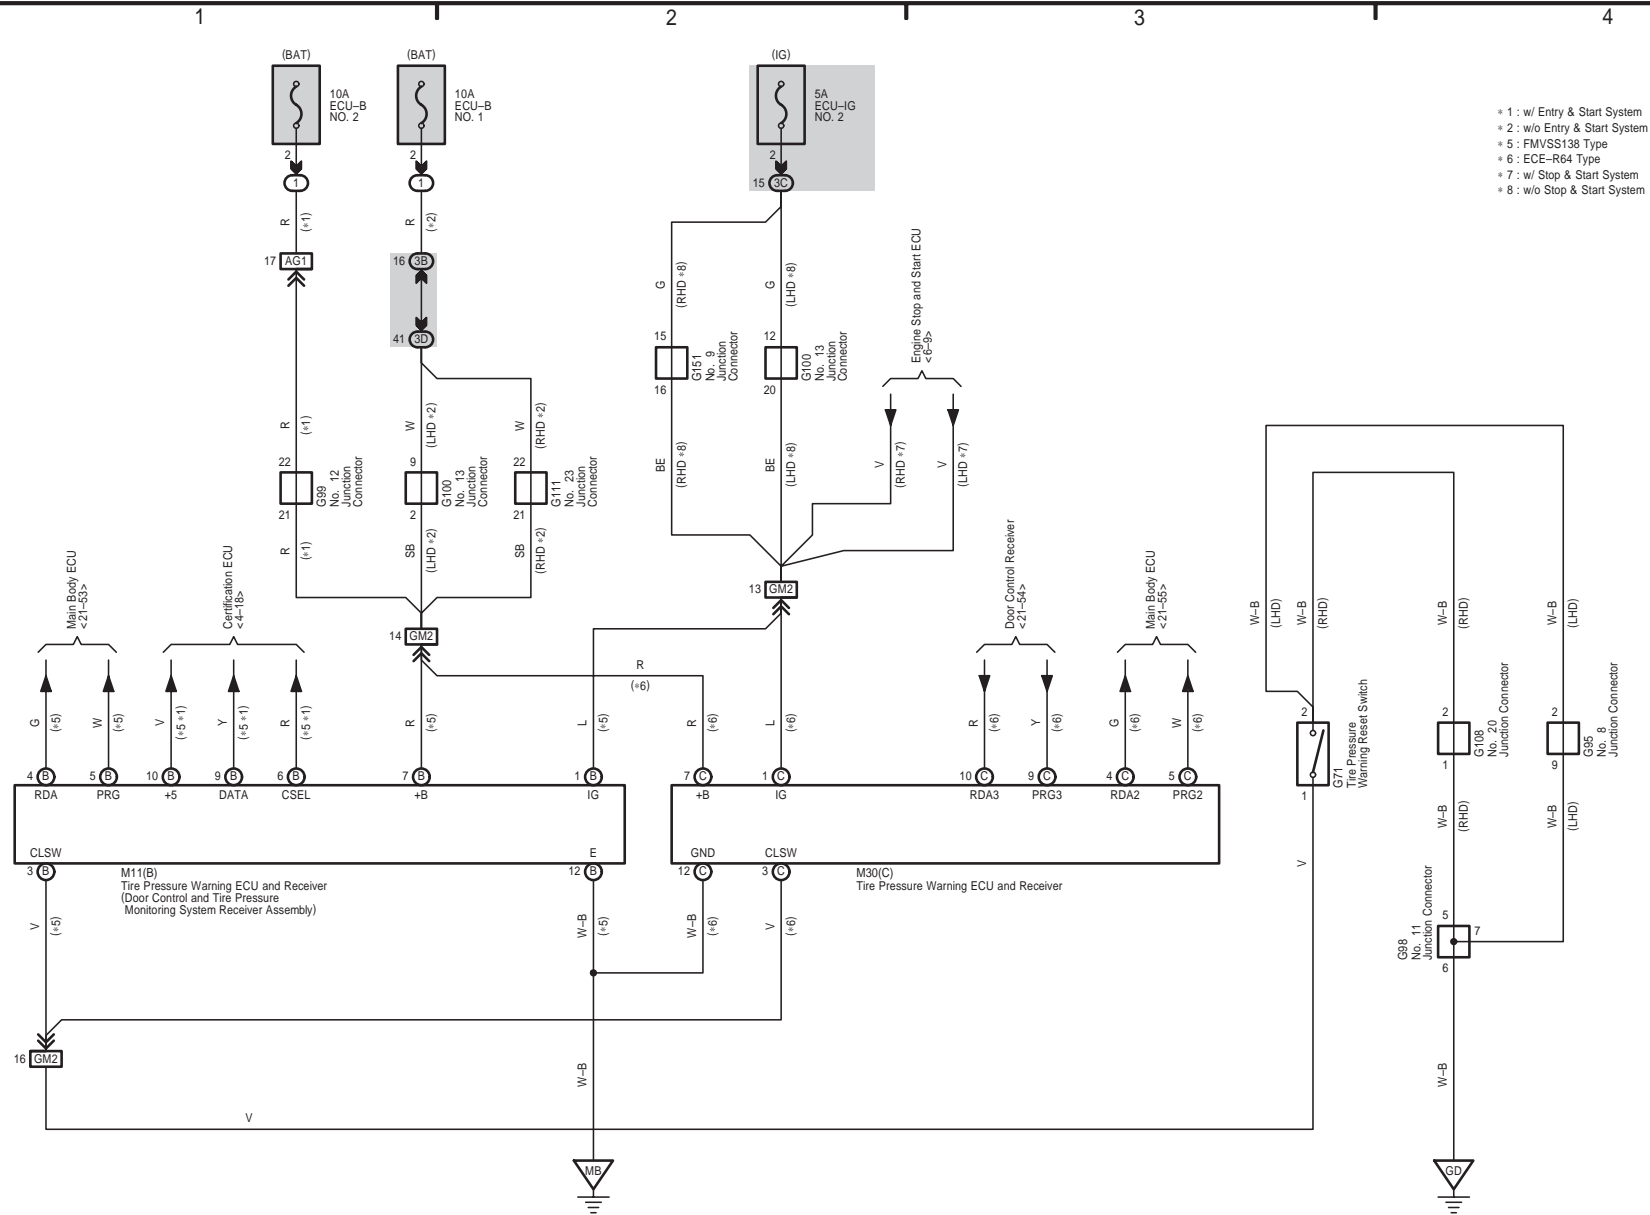 1
2
3
4
(BAT)
10A
ECU–B
NO. 2
2
1
R
(∗1)
17 AG1
R
(∗1)
22
G99
No. 12
Junction
Connector
21
R
(∗1)
(BAT)
10A
ECU–B
NO. 1
2
1
R
(∗2)
16 3B
41 3D
W
(LHD ∗2)
9
G100
No. 13
Junction
Connector
2
SB
(LHD ∗2)
W
(RHD ∗2)
22
G111
No. 23
Junction
Connector
21
SB
(RHD ∗2)
14 GM2
(IG)
5A
ECU–IG
NO. 2
2
15 3C
G
(RHD ∗8)
15
G151
No. 9
Junction
Connector
16
BE
(RHD ∗8)
G
(LHD ∗8)
12
G100
No. 13
Junction
Connector
20
BE
(LHD ∗8)
Engine Stop and Start ECU
<6–9>
V
(RHD ∗7)
V
(LHD ∗7)
13 GM2
∗ 1 : w/ Entry & Start System
∗ 2 : w/o Entry & Start System
∗ 5 : FMVSS138 Type
∗ 6 : ECE–R64 Type
∗ 7 : w/ Stop & Start System
∗ 8 : w/o Stop & Start System
Main Body ECU
<21–53>
G
(∗5)
W
(∗5)
Certification ECU
<4–18>
V
(∗5 ∗1)
Y
(∗5 ∗1)
R
(∗5 ∗1)
R
(∗5)
R
(∗6)
L
(∗5)
R
(∗6)
L
(∗6)
Door Control Receiver
<21–54>
R
(∗6)
Y
(∗6)
Main Body ECU
<21–55>
G
(∗6)
W
(∗6)
4 B
5 B
10 B
9 B
6 B
7 B
1 B
7 C
1 C
10 C
9 C
4 C
5 C
RDA
PRG
+5
DATA
CSEL
+B
IG
+B
IG
RDA3
PRG3
RDA2
PRG2
CLSW
E
GND
CLSW
3 B
12 B
12 C
3 C
M11(B)
Tire Pressure Warning ECU and Receiver
(Door Control and Tire Pressure
Monitoring System Receiver Assembly)
M30(C)
Tire Pressure Warning ECU and Receiver
V
(∗5)
W–B
(∗5)
W–B
(∗6)
V
(∗6)
16 GM2
V
W–B
MB
W–B
(LHD)
W–B
(RHD)
W–B
(RHD)
W–B
(LHD)
2
G71
Tire Pressure
Warning Reset Switch
1
V
2
G108
No. 20
Junction Connector
1
W–B
(RHD)
2
G95
No. 8
Junction Connector
9
W–B
(LHD)
5
7
G98
No. 11
Junction Connector
6
W–B
GD